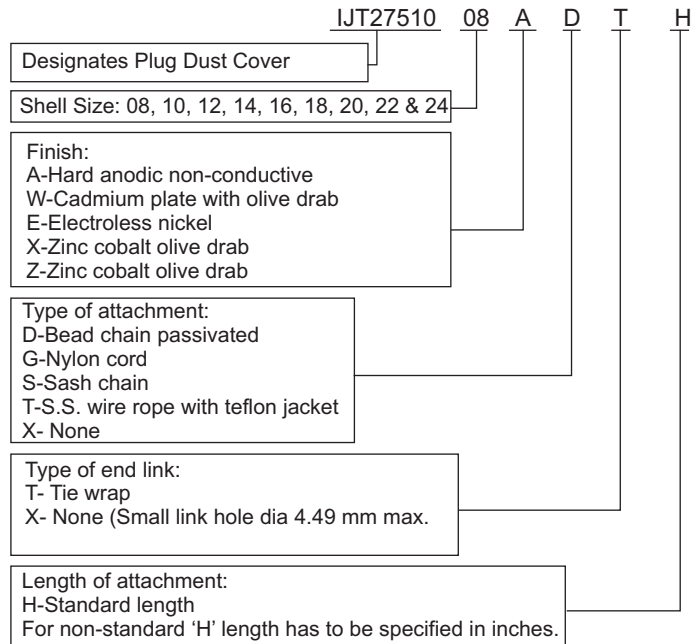 IJT27510 08 A D T H
Designates Plug Dust Cover
Shell Size: 08, 10, 12, 14, 16, 18, 20, 22 & 24
Finish:
A-Hard anodic non-conductive
W-Cadmium plate with olive drab
E-Electroless nickel
X-Zinc cobalt olive drab
Z-Zinc cobalt olive drab
Type of attachment:
D-Bead chain passivated
G-Nylon cord
S-Sash chain
T-S.S. wire rope with teflon jacket
X- None
Type of end link:
T- Tie wrap
X- None (Small link hole dia 4.49 mm max.
Length of attachment:
H-Standard length
For non-standard ‘H’ length has to be specified in inches.